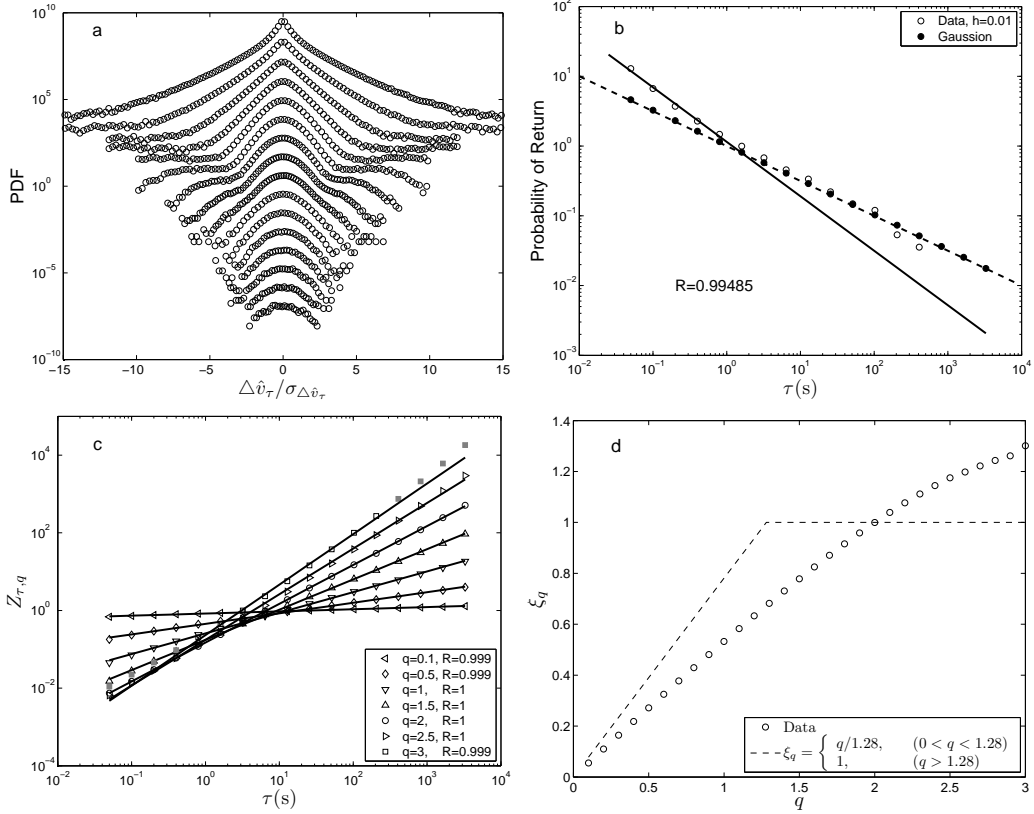 a
10^10
10^5
10^0
10^−5
10^−10
PDF
−15 −10 −5 0 5 10 15
△v̂_τ/σ_△v̂_τ
b
Data, h=0.01
Gaussion
10^4
10^3
10^2
10^1
10^0
10^−1
10^−2
10^−3
Probability of Return
R=0.99485
10^−2 10^−1 10^0 10^1 10^2 10^3 10^4
τ(s)
c
10^4
10^2
10^0
10^−2
10^−4
Z_τ,q
q=0.1, R=0.999
q=0.5, R=0.999
q=1, R=1
q=1.5, R=1
q=2, R=1
q=2.5, R=1
q=3, R=0.999
10^−2 10^−1 10^0 10^1 10^2 10^3 10^4
τ(s)
d
1.4
1.2
1
0.8
0.6
0.4
0.2
0
ξ_q
Data
ξ_q = { q/1.28, (0 < q < 1.28)
1, (q > 1.28)
0 0.5 1 1.5 2 2.5 3
q